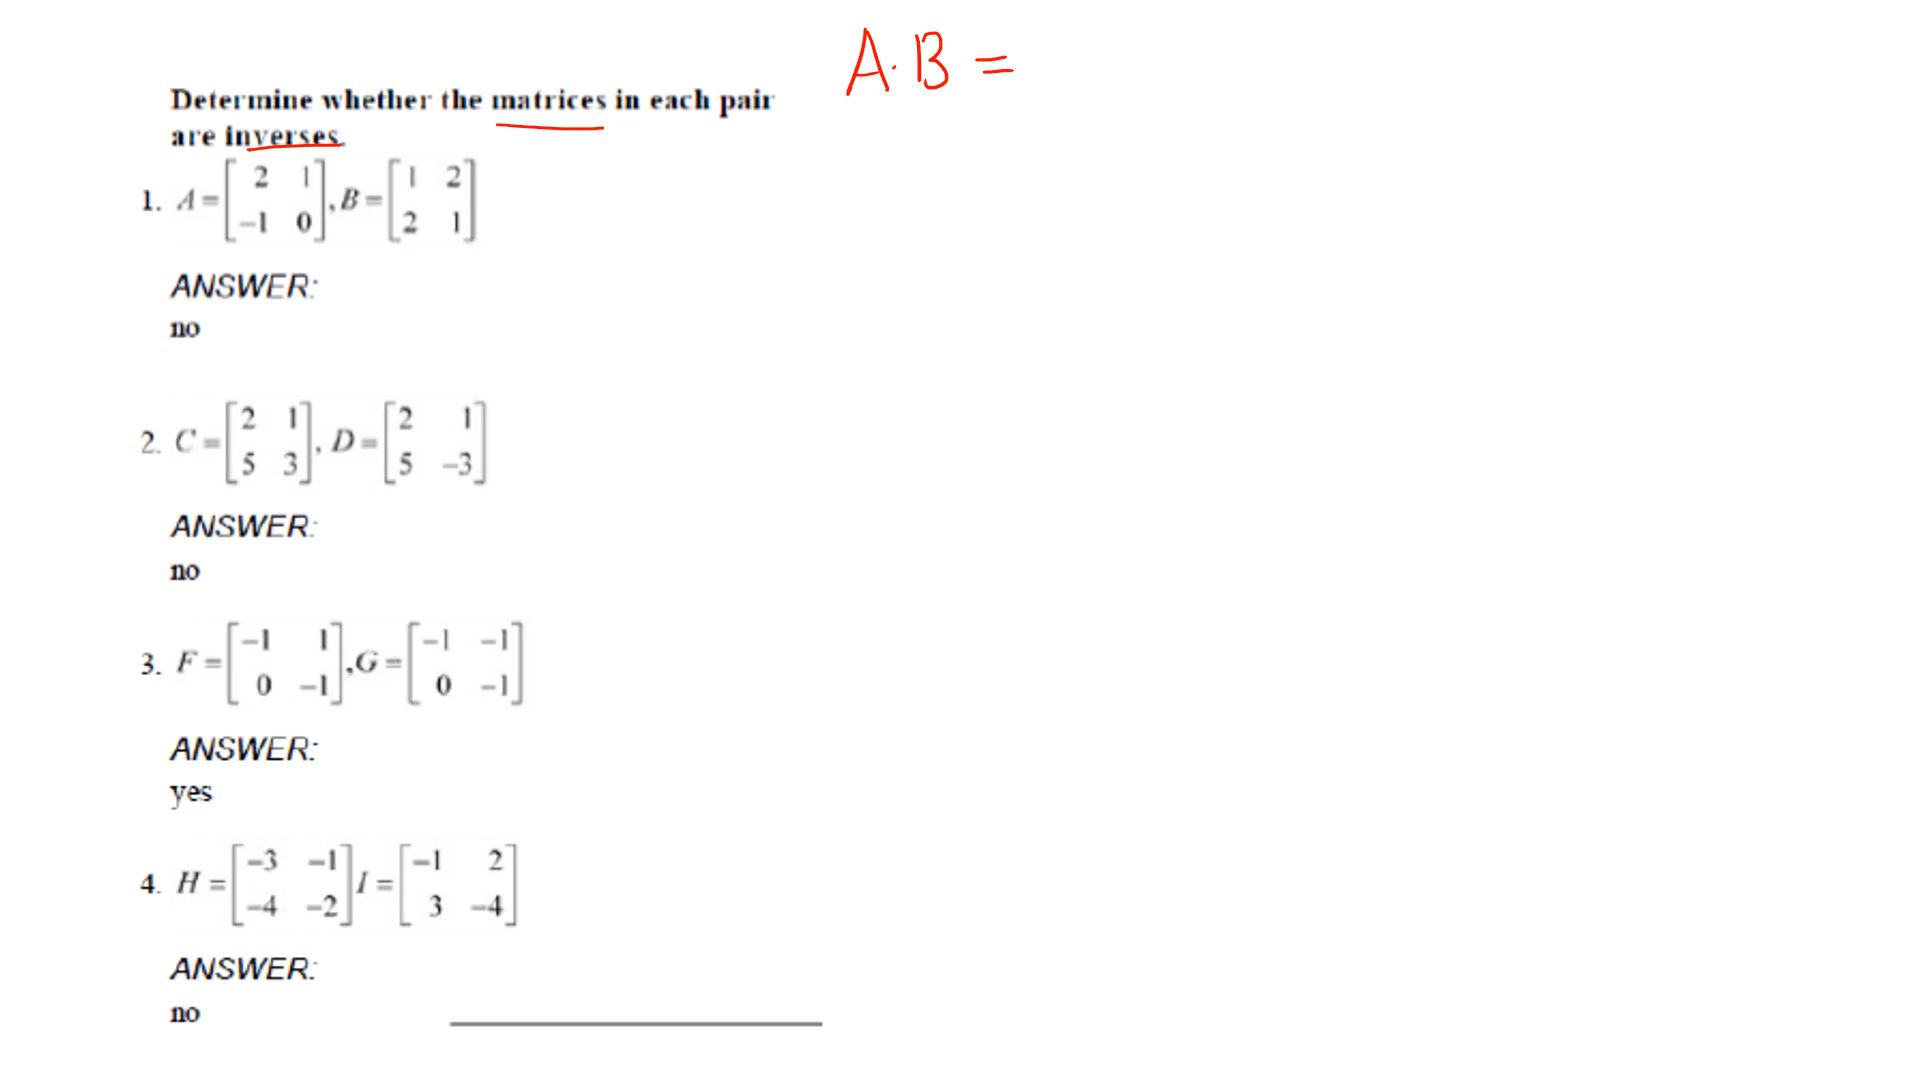 A·B =
Determine whether the matrices in each pair
are inverses.
1. A = [2 1; -1 0], B = [1 2; 2 1]
ANSWER:
no
2. C = [2 1; 5 3], D = [2 1; 5 -3]
ANSWER:
no
3. F = [-1 1; 0 -1], G = [-1 -1; 0 -1]
ANSWER:
yes
4. H = [-3 -1; -4 -2] I = [-1 2; 3 -4]
ANSWER:
no